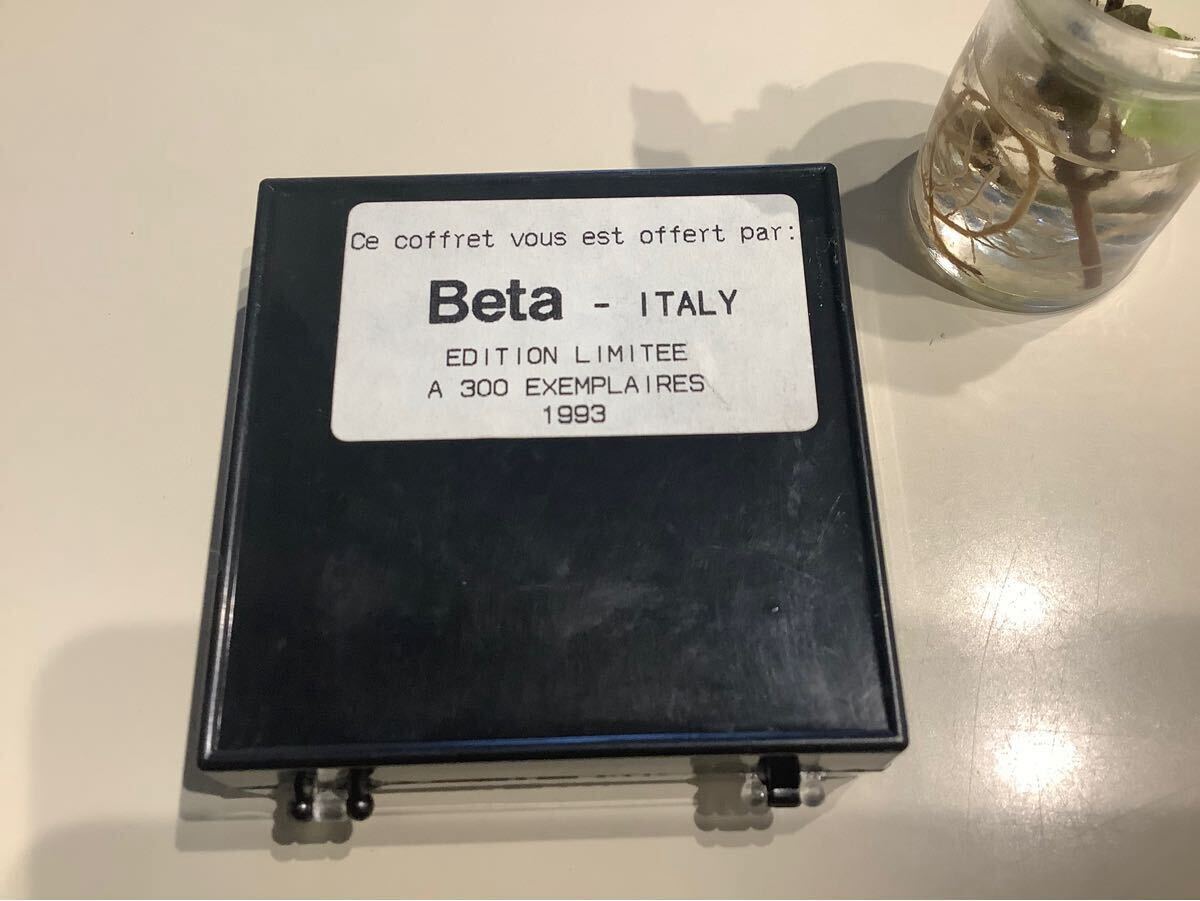 Ce coffret vous est offert par:
Beta - ITALY
EDITION LIMITEE
A 300 EXEMPLAIRES
1993